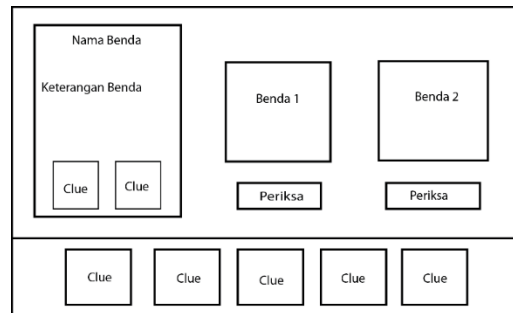 Nama Benda
Keterangan Benda
Clue
Clue
Benda 1
Periksa
Benda 2
Periksa
Clue
Clue
Clue
Clue
Clue